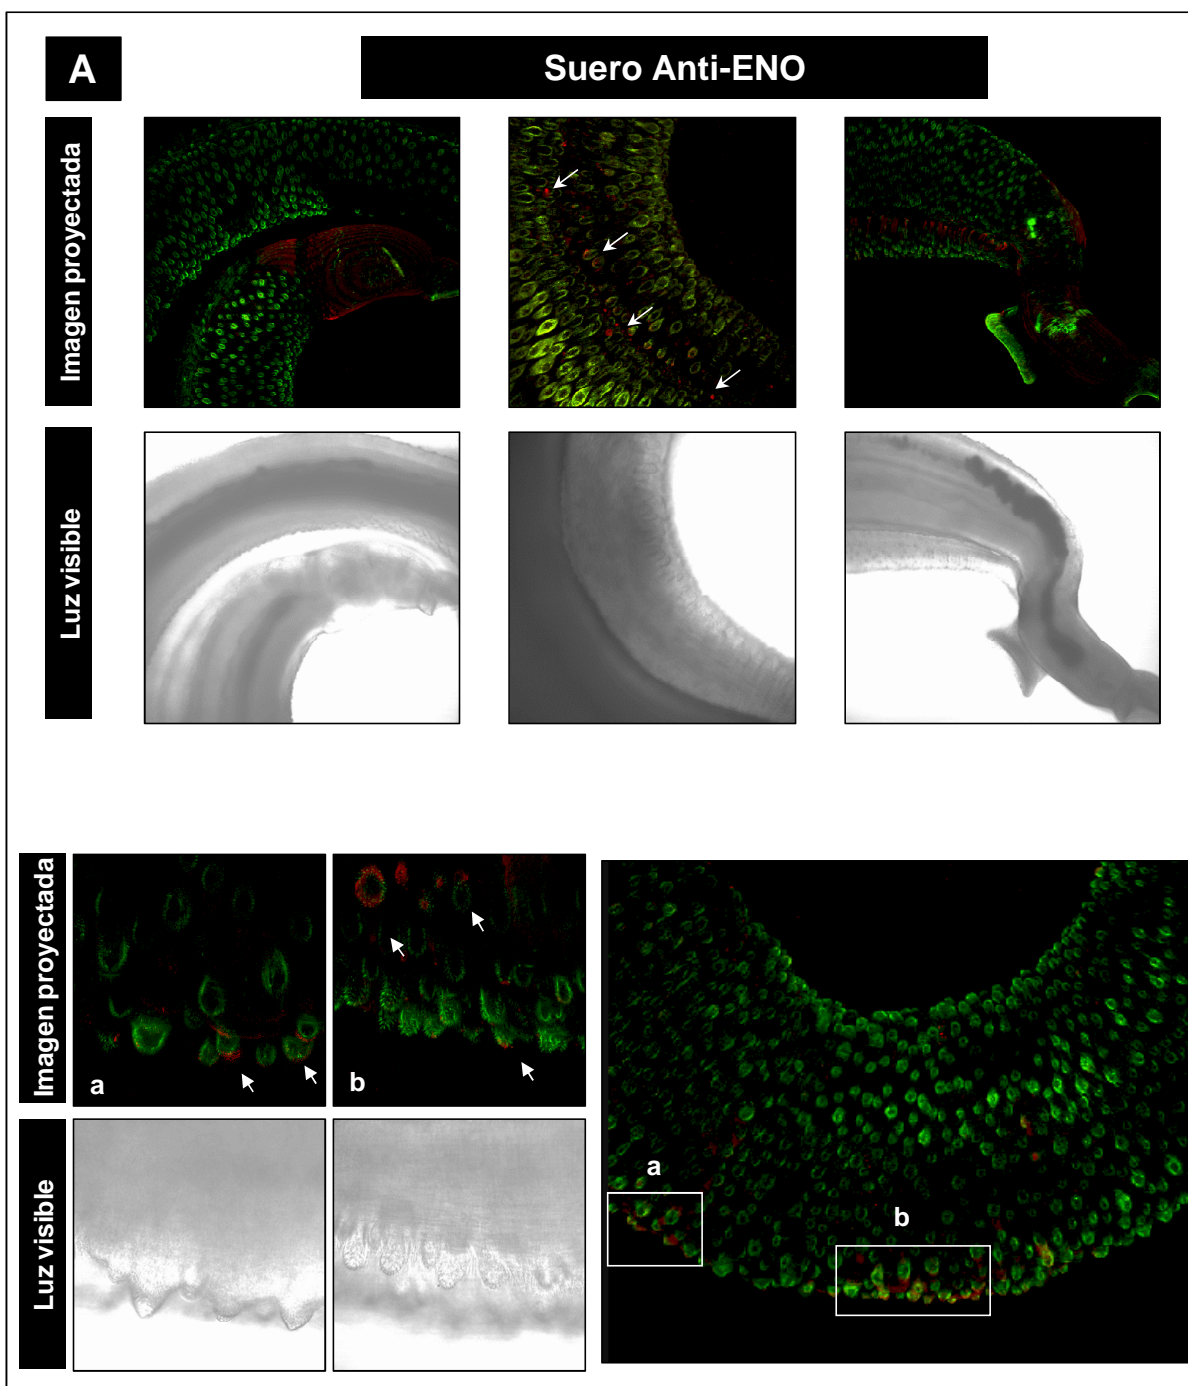 A
Suero Anti-ENO
Imagen proyectada
Luz visible
Imagen proyectada
a
b
Luz visible
a
b